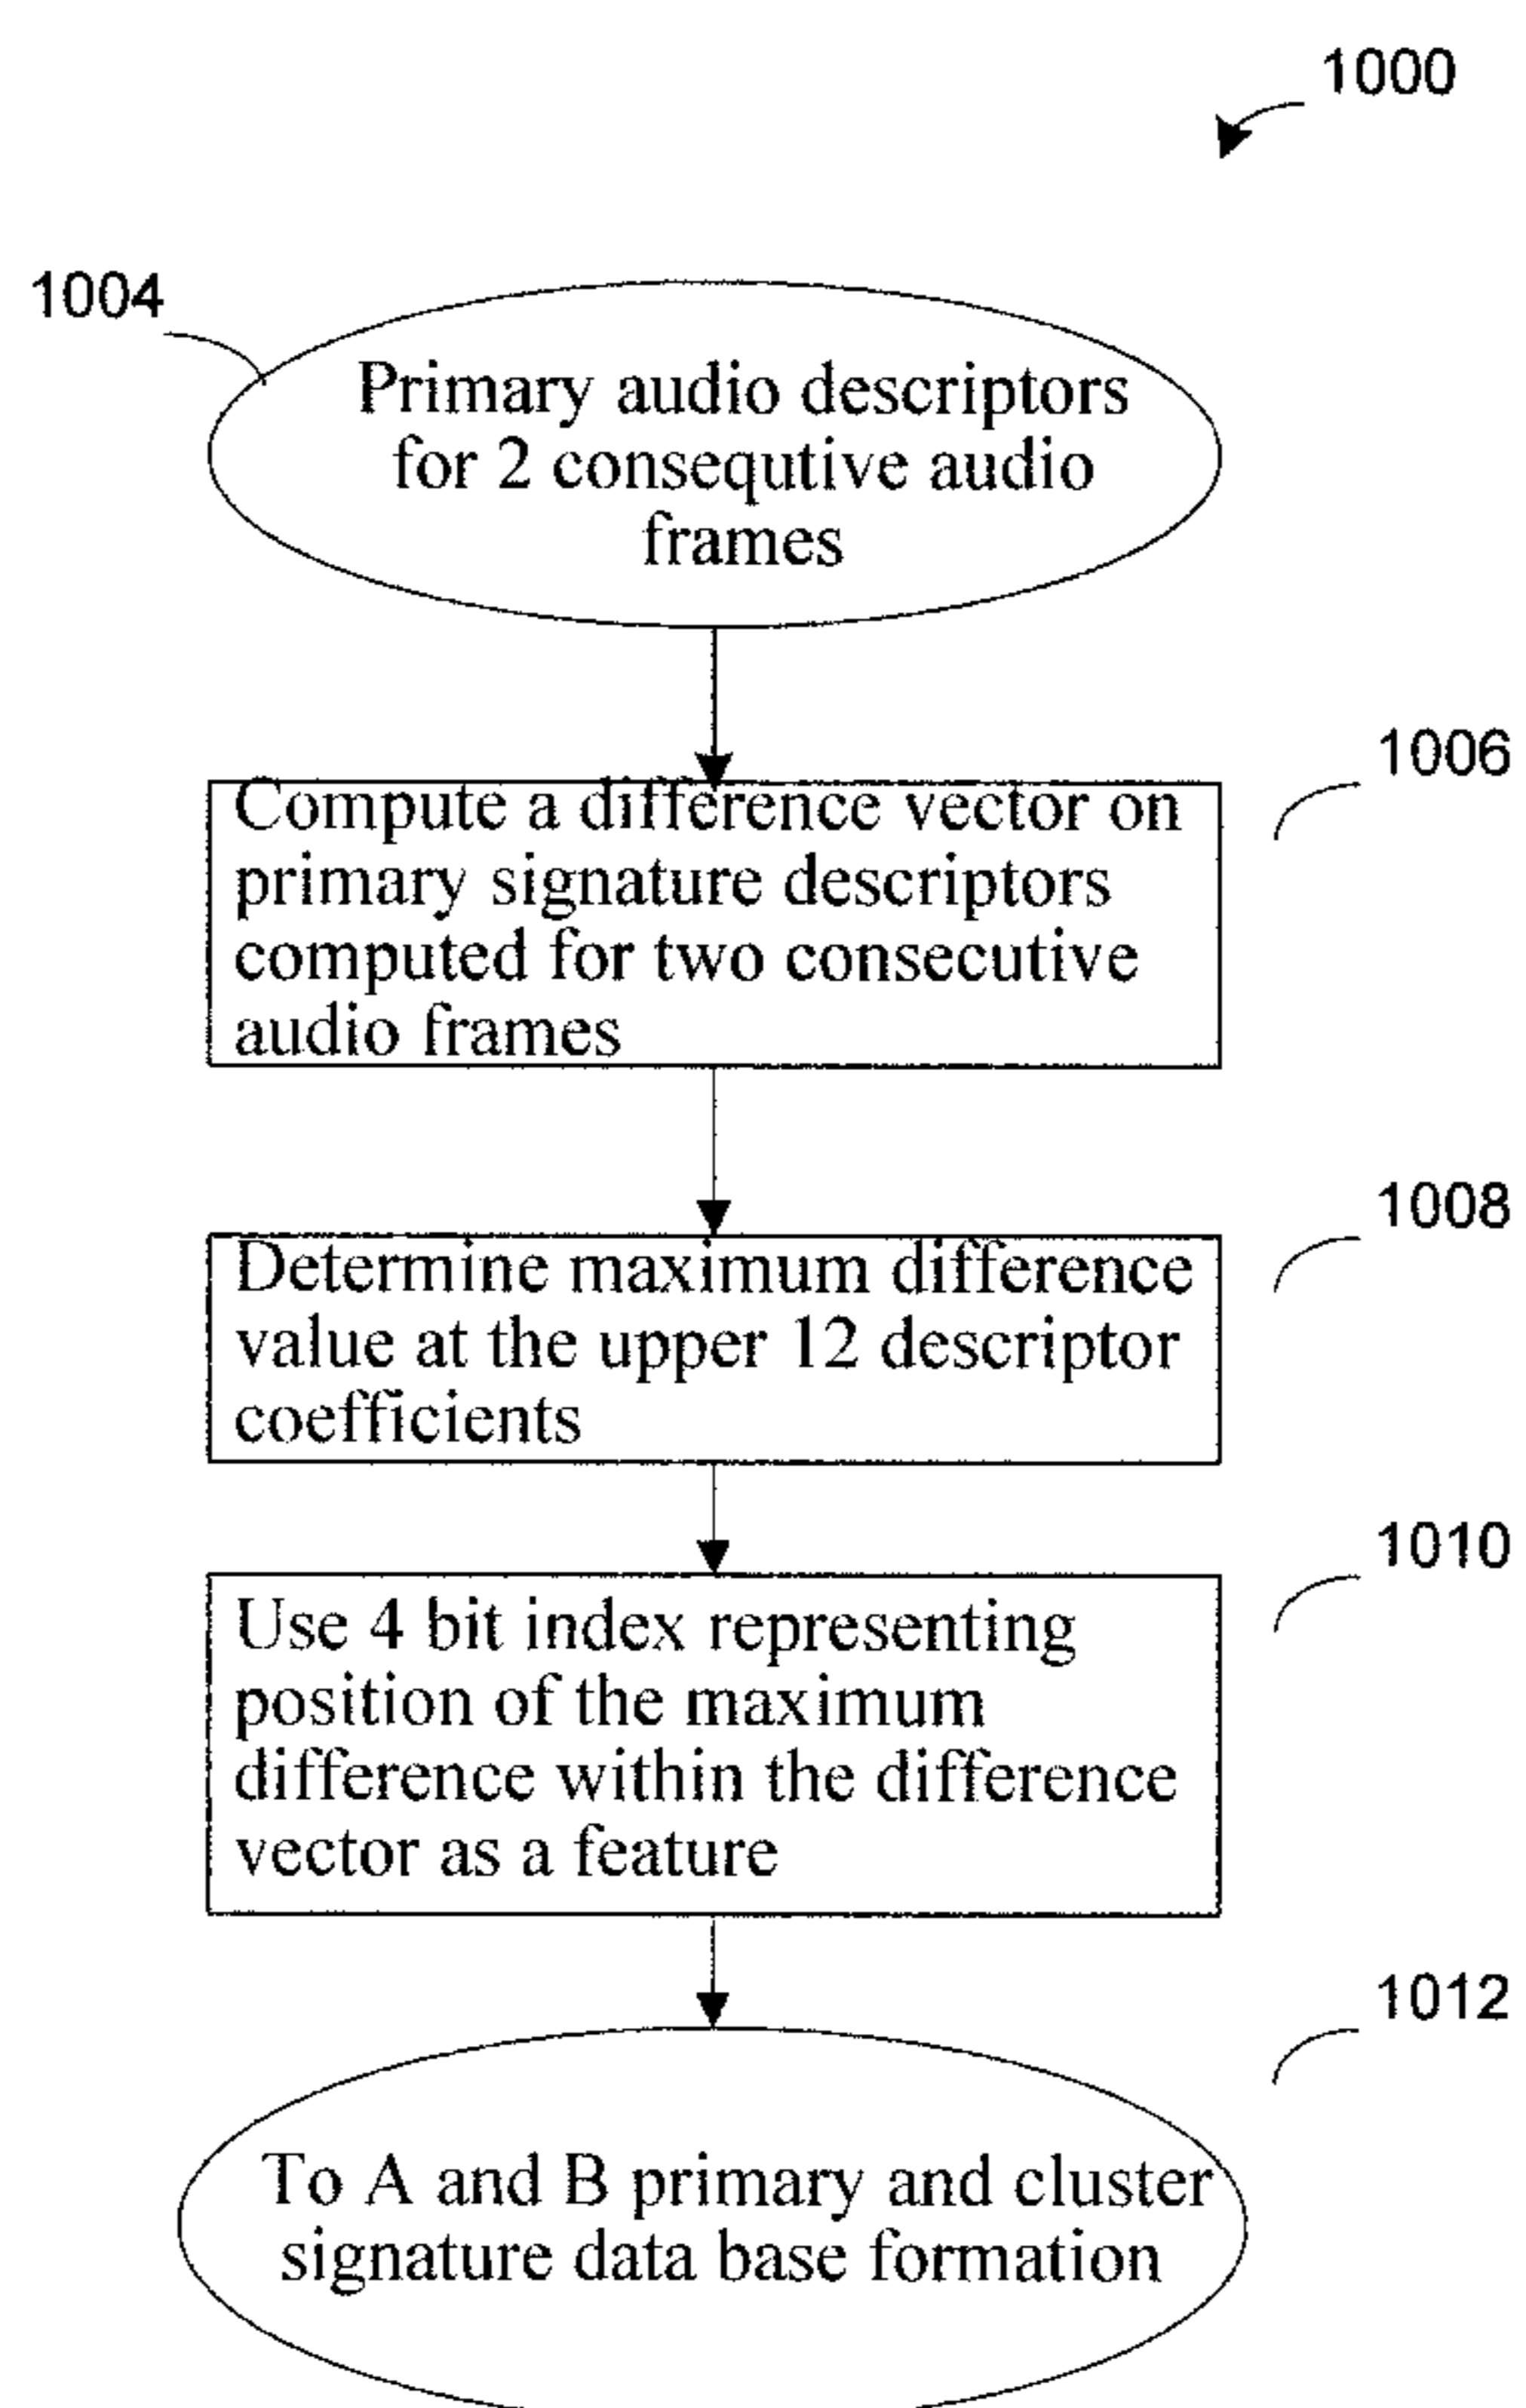 1000
1004
Primary audio descriptors
for 2 consequtive audio
frames
1006
Compute a difference vector on
primary signature descriptors
computed for two consecutive
audio frames
1008
Determine maximum difference
value at the upper 12 descriptor
coefficients
1010
Use 4 bit index representing
position of the maximum
difference within the difference
vector as a feature
1012
To A and B primary and cluster
signature data base formation